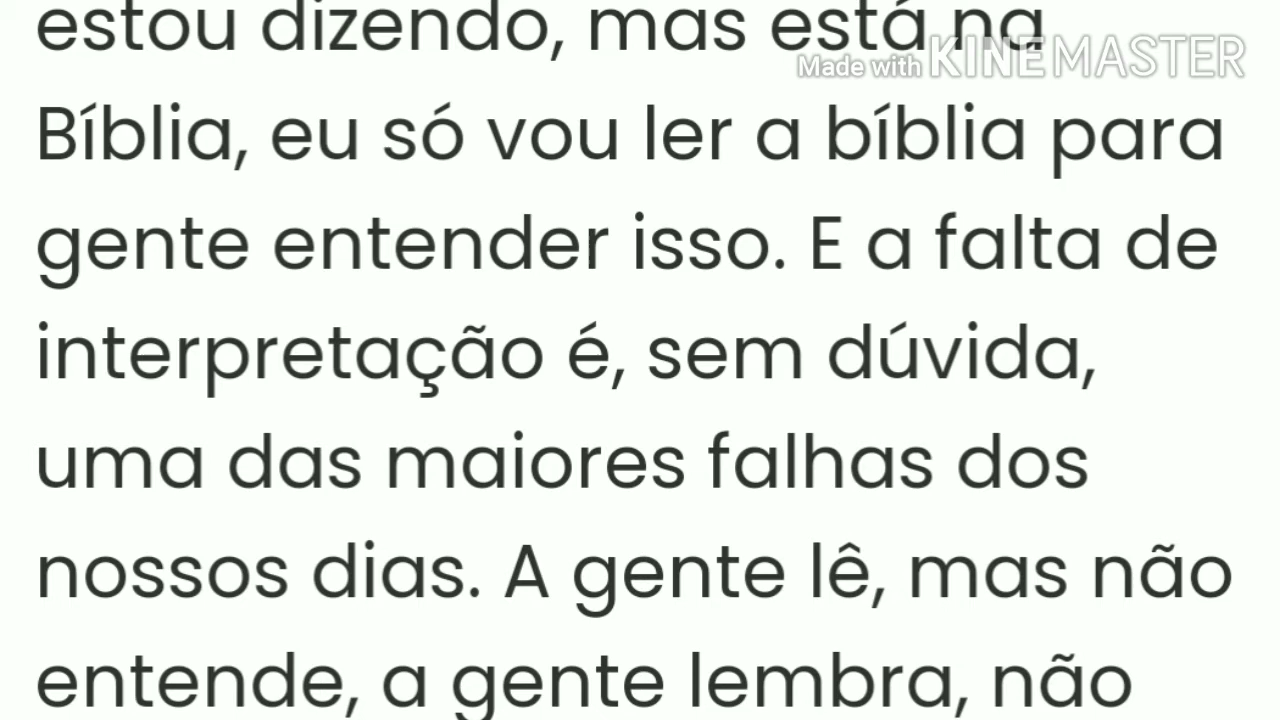 estou dizendo, mas está na
Made with KINEMASTER
Bíblia, eu só vou ler a bíblia para
gente entender isso. E a falta de
interpretação é, sem dúvida,
uma das maiores falhas dos
nossos dias. A gente lê, mas não
entende, a gente lembra, não